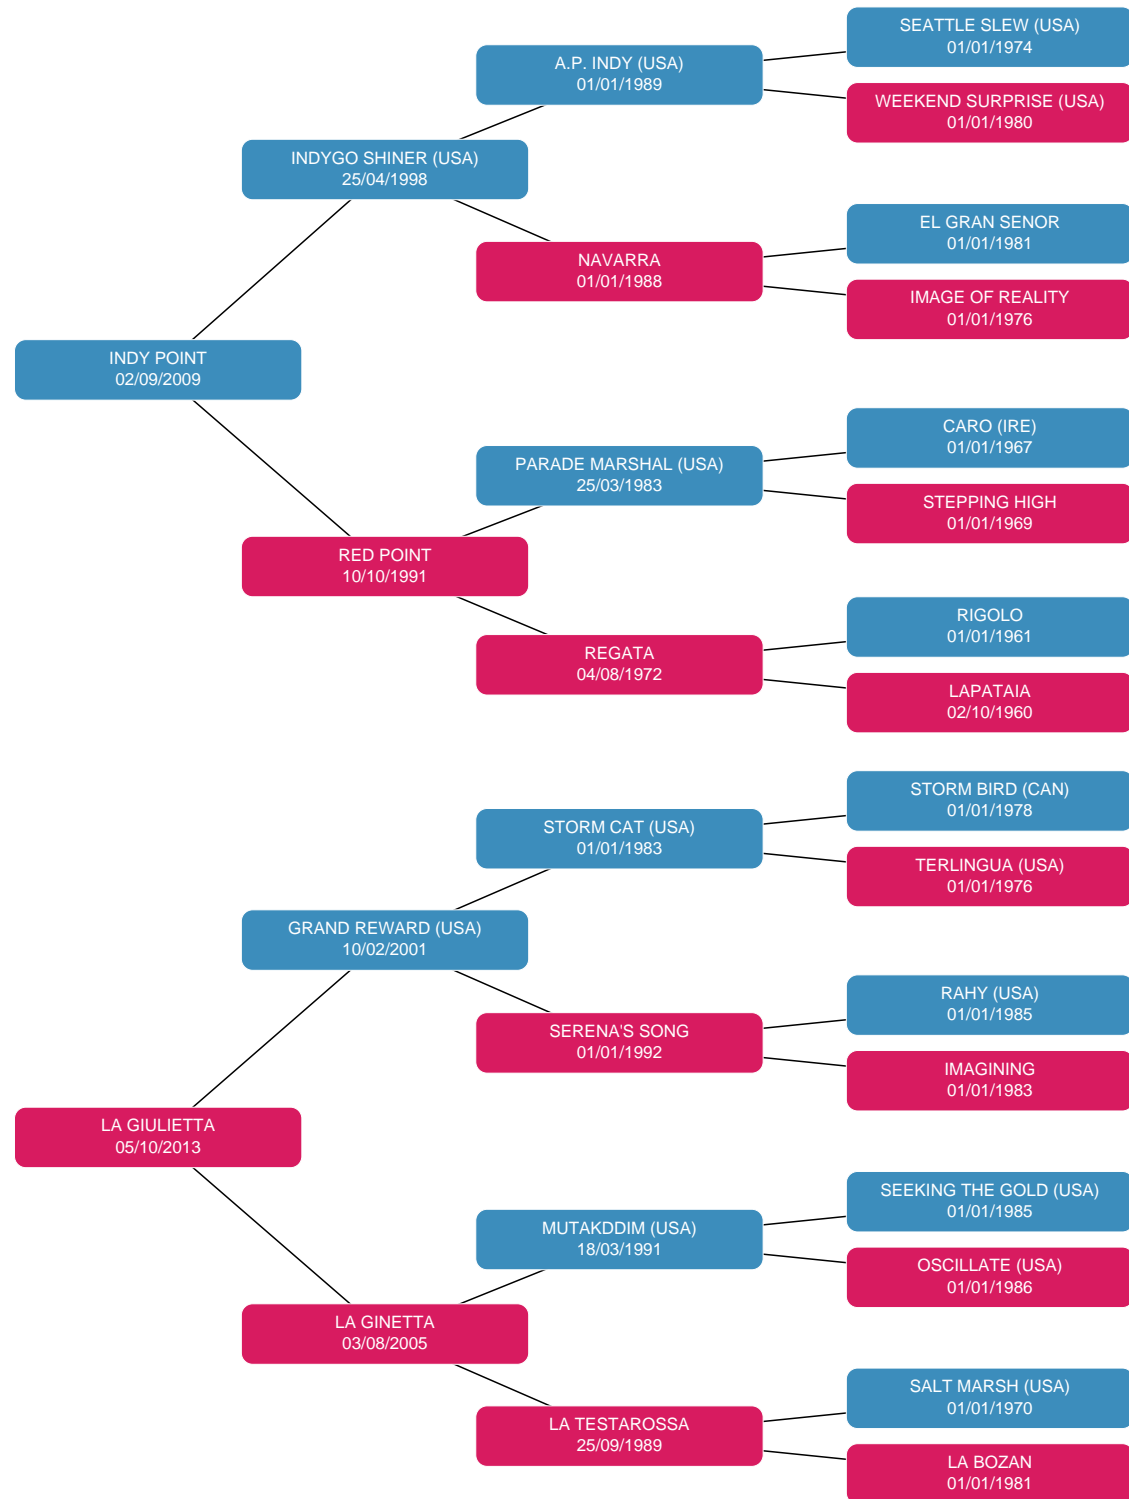 SEATTLE SLEW (USA)
01/01/1974
A.P. INDY (USA)
01/01/1989
WEEKEND SURPRISE (USA)
01/01/1980
INDYGO SHINER (USA)
25/04/1998
EL GRAN SENOR
01/01/1981
NAVARRA
01/01/1988
IMAGE OF REALITY
01/01/1976
INDY POINT
02/09/2009
CARO (IRE)
01/01/1967
PARADE MARSHAL (USA)
25/03/1983
STEPPING HIGH
01/01/1969
RED POINT
10/10/1991
RIGOLO
01/01/1961
REGATA
04/08/1972
LAPATAIA
02/10/1960
STORM BIRD (CAN)
01/01/1978
STORM CAT (USA)
01/01/1983
TERLINGUA (USA)
01/01/1976
GRAND REWARD (USA)
10/02/2001
RAHY (USA)
01/01/1985
SERENA'S SONG
01/01/1992
IMAGINING
01/01/1983
LA GIULIETTA
05/10/2013
SEEKING THE GOLD (USA)
01/01/1985
MUTAKDDIM (USA)
18/03/1991
OSCILLATE (USA)
01/01/1986
LA GINETTA
03/08/2005
SALT MARSH (USA)
01/01/1970
LA TESTAROSSA
25/09/1989
LA BOZAN
01/01/1981